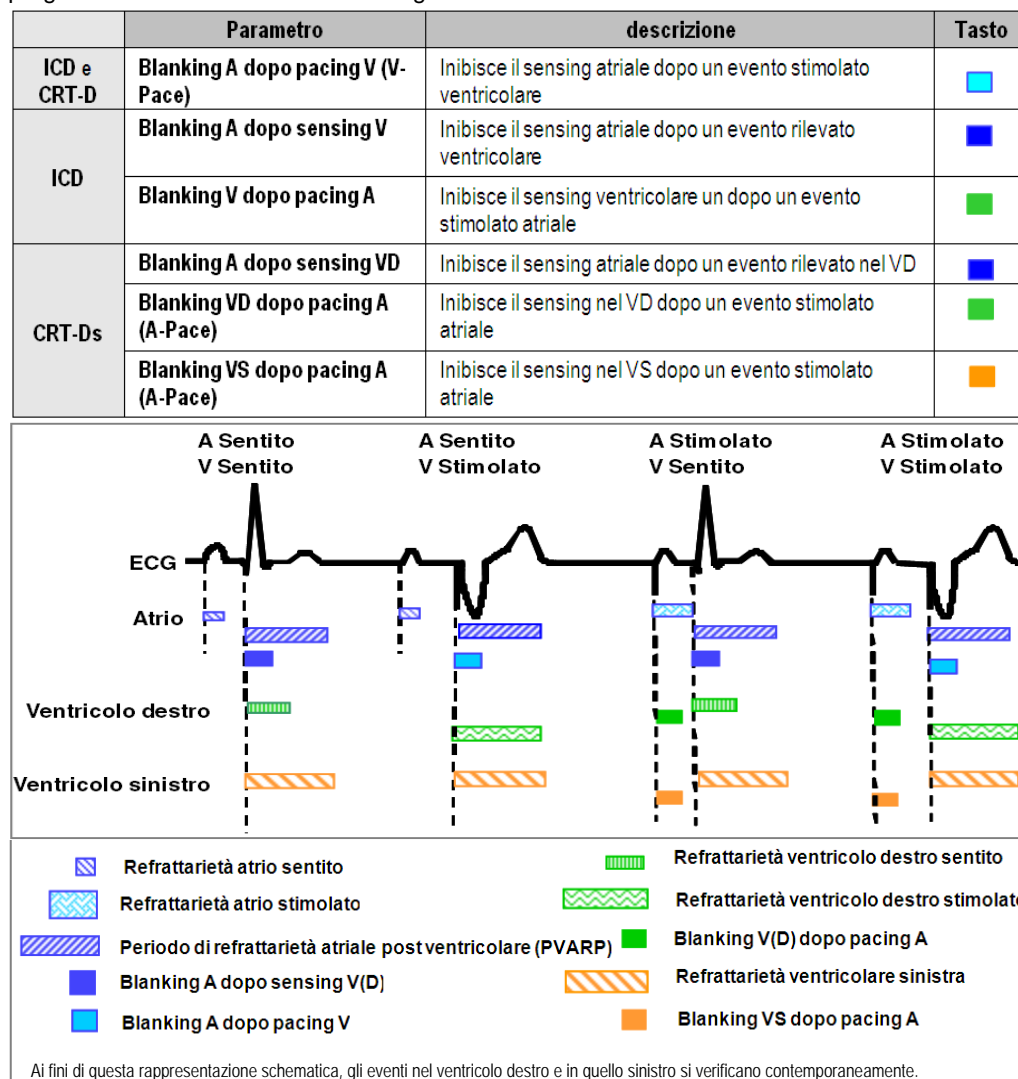 Parametro descrizione Tasto
ICD e CRT-D
Blanking A dopo pacing V (V-
Pace)
Inibisce il sensing atriale dopo un evento stimolato
ventricolare
ICD
Blanking A dopo sensing V
Inibisce il sensing atriale dopo un evento rilevato
ventricolare
Blanking V dopo pacing A
Inibisce il sensing ventricolare un dopo un evento
stimolato atriale
CRT-Ds
Blanking A dopo sensing VD
Inibisce il sensing atriale dopo un evento rilevato nel VD
Blanking VD dopo pacing A
(A-Pace)
Inibisce il sensing nel VD dopo un evento stimolato
atriale
Blanking VS dopo pacing A
(A-Pace)
Inibisce il sensing nel VS dopo un evento stimolato
atriale
A Sentito A Sentito A Stimolato A Stimolato
V Sentito V Stimolato V Sentito V Stimolato
ECG
Atrio
Ventricolo destro
Ventricolo sinistro
Refrattarietà atrio sentito
Refrattarietà ventricolo destro sentito
Refrattarietà atrio stimolato
Refrattarietà ventricolo destro stimolato
Periodo di refrattarietà atriale post ventricolare (PVARP)
Blanking V(D) dopo pacing A
Blanking A dopo sensing V(D)
Refrattarietà ventricolare sinistra
Blanking A dopo pacing V
Blanking VS dopo pacing A
Ai fini di questa rappresentazione schematica, gli eventi nel ventricolo destro e in quello sinistro si verificano contemporaneamente.